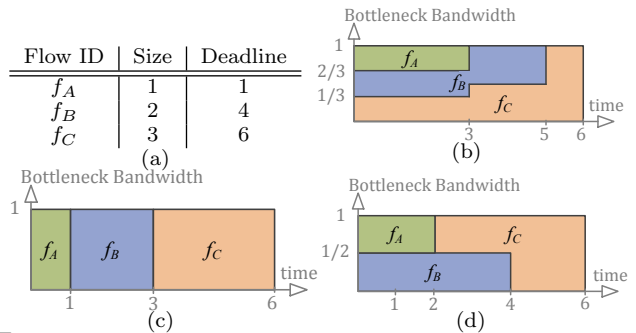 Flow ID Size Deadline
f_A 1 1
f_B 2 4
f_C 3 6
(a)
Bottleneck Bandwidth
1
2/3
1/3
f_A
f_B
f_C
time
3 5 6
(b)
Bottleneck Bandwidth
1
f_A f_B f_C
time
1 3 6
(c)
Bottleneck Bandwidth
1
1/2
f_A f_C
f_B
time
1 2 4 6
(d)